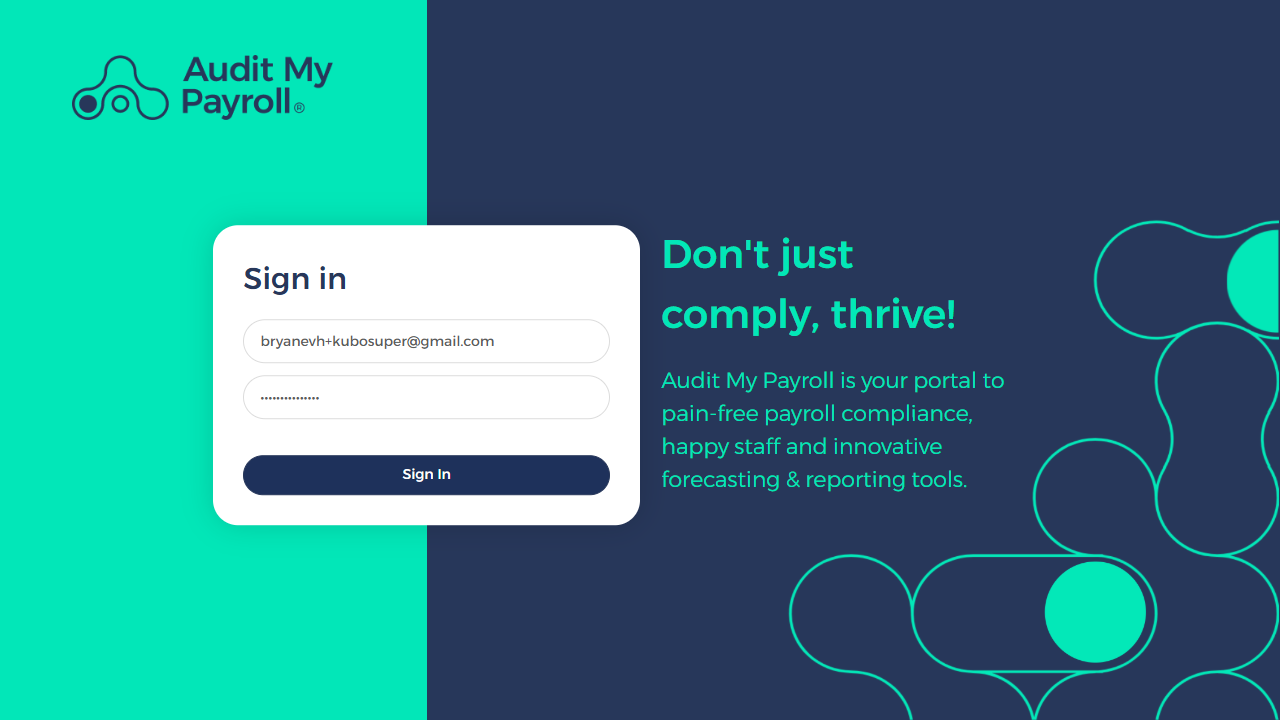 Audit My
Payroll®
Sign in
bryanevh+kubosuper@gmail.com
•••••••••••••••
Sign In
Don't just
comply, thrive!
Audit My Payroll is your portal to
pain-free payroll compliance,
happy staff and innovative
forecasting & reporting tools.